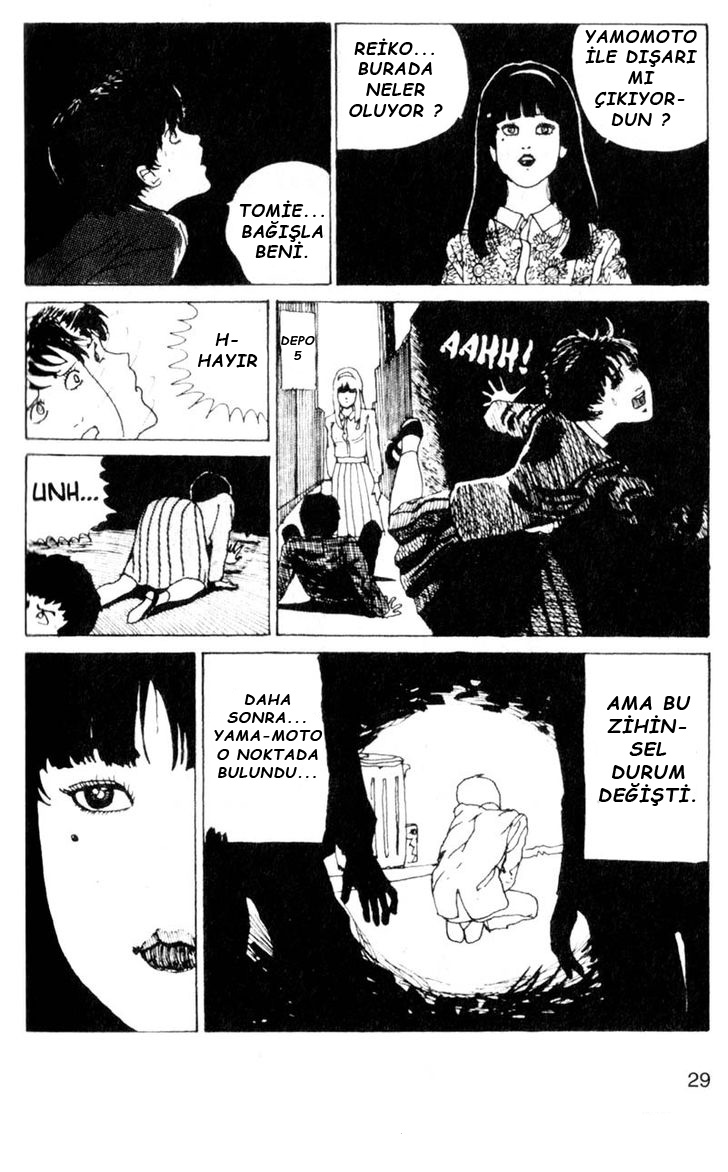 YAMOMOTO
İLE DIŞARI
MI
ÇIKIYOR-
DUN ?
REİKO...
BURADA
NELER
OLUYOR ?
TOMİE...
BAĞIŞLA
BENİ.
AAHH!
DEPO
5
H-
HAYIR
UNH...
AMA BU
ZİHİN-
SEL
DURUM
DEĞİŞTİ.
DAHA
SONRA...
YAMA-MOTO
O NOKTADA
BULUNDU...
29